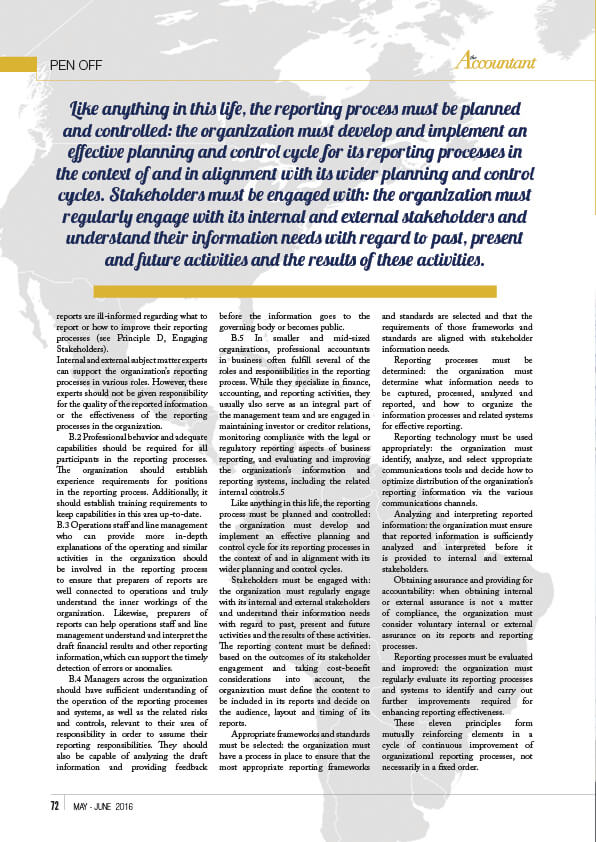 PEN OFF
the Accountant
Like anything in this life, the reporting process must be planned
and controlled: the organization must develop and implement an
effective planning and control cycle for its reporting processes in
the context of and in alignment with its wider planning and control
cycles. Stakeholders must be engaged with: the organization must
regularly engage with its internal and external stakeholders and
understand their information needs with regard to past, present
and future activities and the results of these activities.
reports are ill-informed regarding what to
report or how to improve their reporting
processes (see Principle D, Engaging
Stakeholders).
Internal and external subject matter experts
can support the organization's reporting
processes in various roles. However, these
experts should not be given responsibility
for the quality of the reported information
or the effectiveness of the reporting
processes in the organization.
B.2 Professional behavior and adequate
capabilities should be required for all
participants in the reporting processes.
The organization should establish
experience requirements for positions
in the reporting process. Additionally, it
should establish training requirements to
keep capabilities in this area up-to-date.
B.3 Operations staff and line management
who can provide more in-depth
explanations of the operating and similar
activities in the organization should
be involved in the reporting process
to ensure that preparers of reports are
well connected to operations and truly
understand the inner workings of the
organization. Likewise, preparers of
reports can help operations staff and line
management understand and interpret the
draft financial results and other reporting
information, which can support the timely
detection of errors or anomalies.
B.4 Managers across the organization
should have sufficient understanding of
the operation of the reporting processes
and systems, as well as the related risks
and controls, relevant to their area of
responsibility in order to assume their
reporting responsibilities. They should
also be capable of analyzing the draft
information and providing feedback
before the information goes to the
governing body or becomes public.
B.5 In smaller and mid-sized
organizations, professional accountants
in business often fulfill several of the
roles and responsibilities in the reporting
process. While they specialize in finance,
accounting, and reporting activities, they
usually also serve as an integral part of
the management team and are engaged in
maintaining investor or creditor relations,
monitoring compliance with the legal or
regulatory reporting aspects of business
reporting, and evaluating and improving
the organization's information and
reporting systems, including the related
internal controls.5
Like anything in this life, the reporting
process must be planned and controlled:
the organization must develop and
implement an effective planning and
control cycle for its reporting processes in
the context of and in alignment with its
wider planning and control cycles.
Stakeholders must be engaged with:
the organization must regularly engage
with its internal and external stakeholders
and understand their information needs
with regard to past, present and future
activities and the results of these activities.
The reporting content must be defined:
based on the outcomes of its stakeholder
engagement and taking cost–benefit
considerations into account, the
organization must define the content to
be included in its reports and decide on
the audience, layout and timing of its
reports.
Appropriate frameworks and standards
must be selected: the organization must
have a process in place to ensure that the
most appropriate reporting frameworks
and standards are selected and that the
requirements of those frameworks and
standards are aligned with stakeholder
information needs.
Reporting processes must be
determined: the organization must
determine what information needs to
be captured, processed, analyzed and
reported, and how to organize the
information processes and related systems
for effective reporting.
Reporting technology must be used
appropriately: the organization must
identify, analyze, and select appropriate
communications tools and decide how to
optimize distribution of the organization's
reporting information via the various
communications channels.
Analyzing and interpreting reported
information: the organization must ensure
that reported information is sufficiently
analyzed and interpreted before it
is provided to internal and external
stakeholders.
Obtaining assurance and providing for
accountability: when obtaining internal
or external assurance is not a matter
of compliance, the organization must
consider voluntary internal or external
assurance on its reports and reporting
processes.
Reporting processes must be evaluated
and improved: the organization must
regularly evaluate its reporting processes
and systems to identify and carry out
further improvements required for
enhancing reporting effectiveness.
These eleven principles form
mutually reinforcing elements in a
cycle of continuous improvement of
organizational reporting processes, not
necessarily in a fixed order.
72 MAY - JUNE 2016